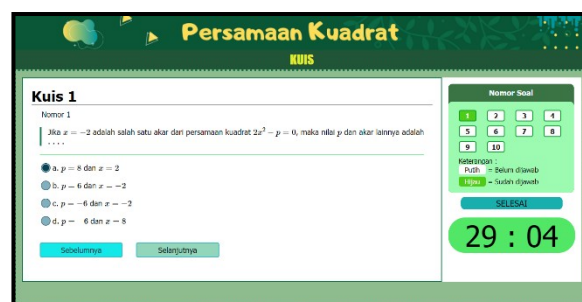 Persamaan Kuadrat
KUIS
Kuis 1
Nomor 1
Jika x = −2 adalah salah satu akar dari persamaan kuadrat 2x² − p = 0, maka nilai p dan akar lainnya adalah
. . . .
a. p = 8 dan x = 2
b. p = 6 dan x = −2
c. p = −6 dan x = −2
d. p = 6 dan x = 8
Sebelumnya
Selanjutnya
Nomor Soal
1 2 3 4
5 6 7 8
9 10
Keterangan :
Putih = Belum dijawab
Hijau = Sudah dijawab
SELESAI
29 : 04